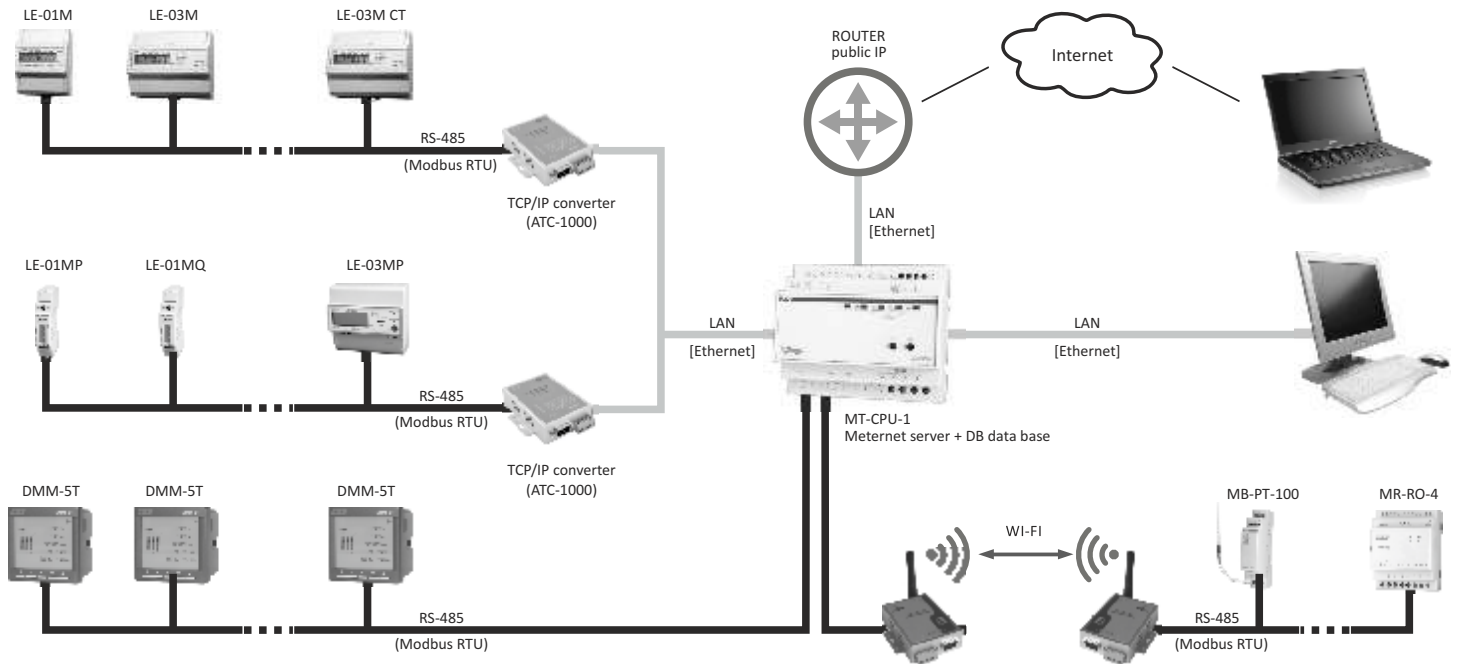 LE-01M
LE-03M
LE-03M CT
ROUTER
public IP
Internet
RS-485
(Modbus RTU)
TCP/IP converter
(ATC-1000)
LAN
[Ethernet]
LE-01MP
LE-01MQ
LE-03MP
LAN
[Ethernet]
LAN
[Ethernet]
RS-485
(Modbus RTU)
TCP/IP converter
(ATC-1000)
MT-CPU-1
Meternet server + DB data base
DMM-5T
DMM-5T
DMM-5T
MB-PT-100
MR-RO-4
WI-FI
RS-485
(Modbus RTU)
RS-485
(Modbus RTU)